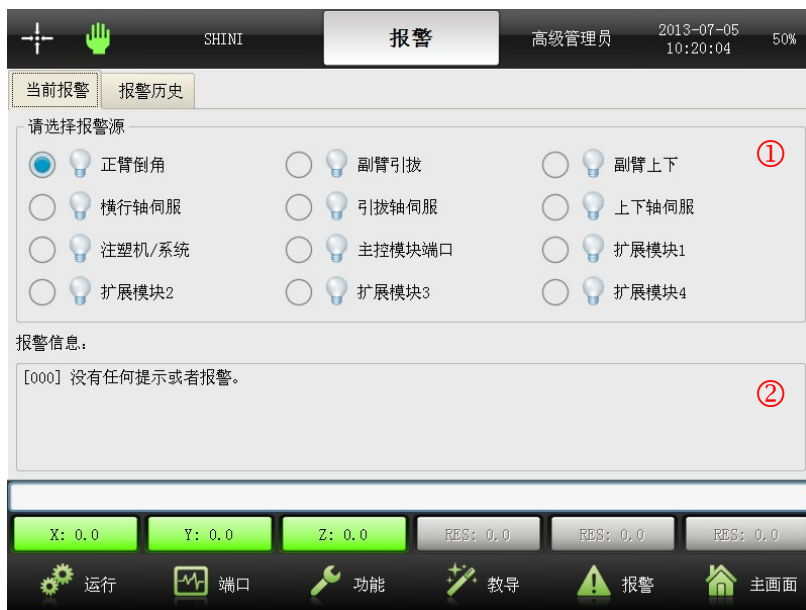 SHINI 报警 高级管理员 2013-07-05 10:20:04 50%
当前报警 报警历史
请选择报警源
正臂倒角 副臂引拔 副臂上下 ①
横行轴伺服 引拔轴伺服 上下轴伺服
注塑机/系统 主控模块端口 扩展模块1
扩展模块2 扩展模块3 扩展模块4
报警信息:
[000] 没有任何提示或者报警。
②
X: 0.0 Y: 0.0 Z: 0.0 RES: 0.0 RES: 0.0 RES: 0.0
运行 端口 功能 教导 报警 主画面